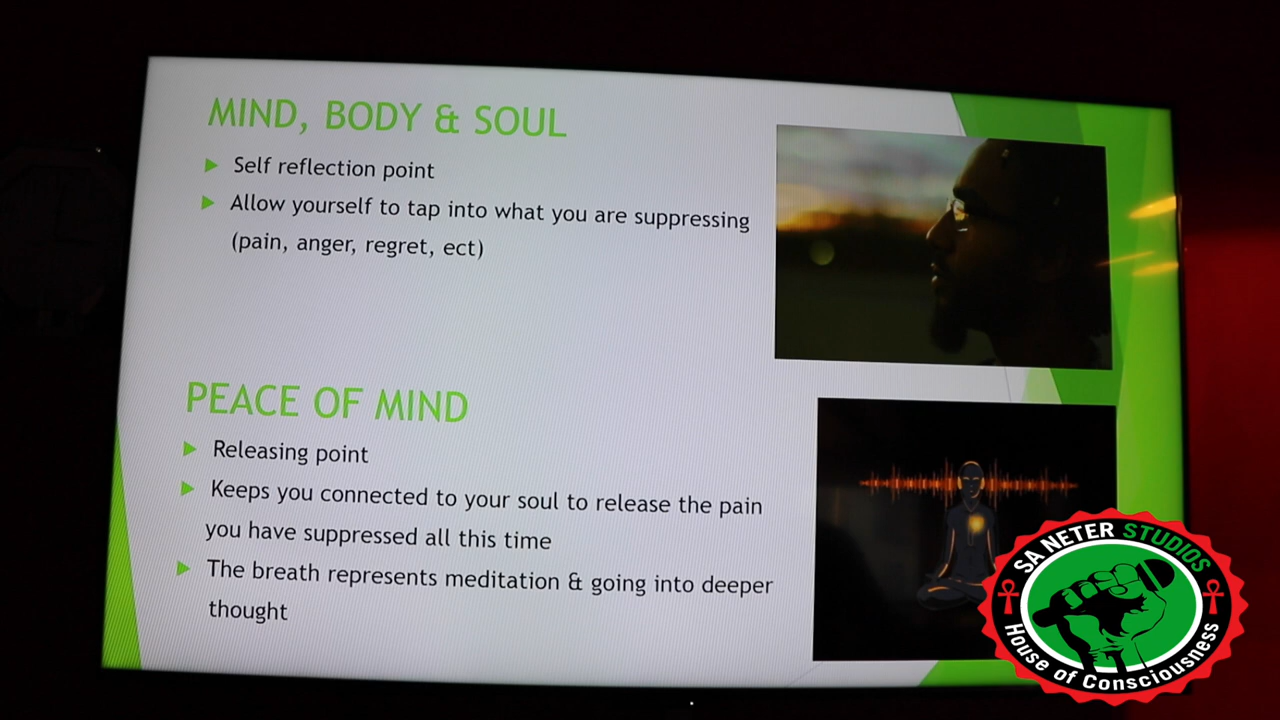 MIND, BODY & SOUL
Self reflection point
Allow yourself to tap into what you are suppressing
(pain, anger, regret, ect)
PEACE OF MIND
Releasing point
Keeps you connected to your soul to release the pain
you have suppressed all this time
The breath represents meditation & going into deeper
thought
SA NETER STUDIOS
House of Consciousness